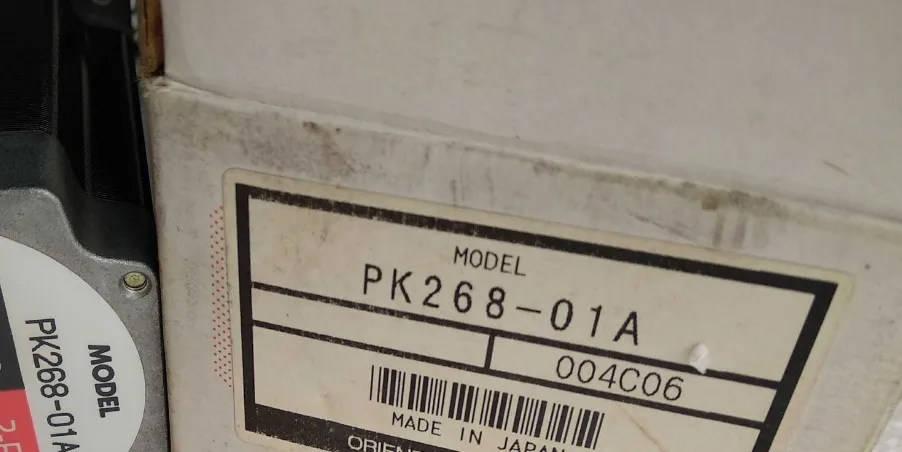 MODEL
PK268-01A
004C06
MADE IN JAPAN
MODEL
PK268-01A